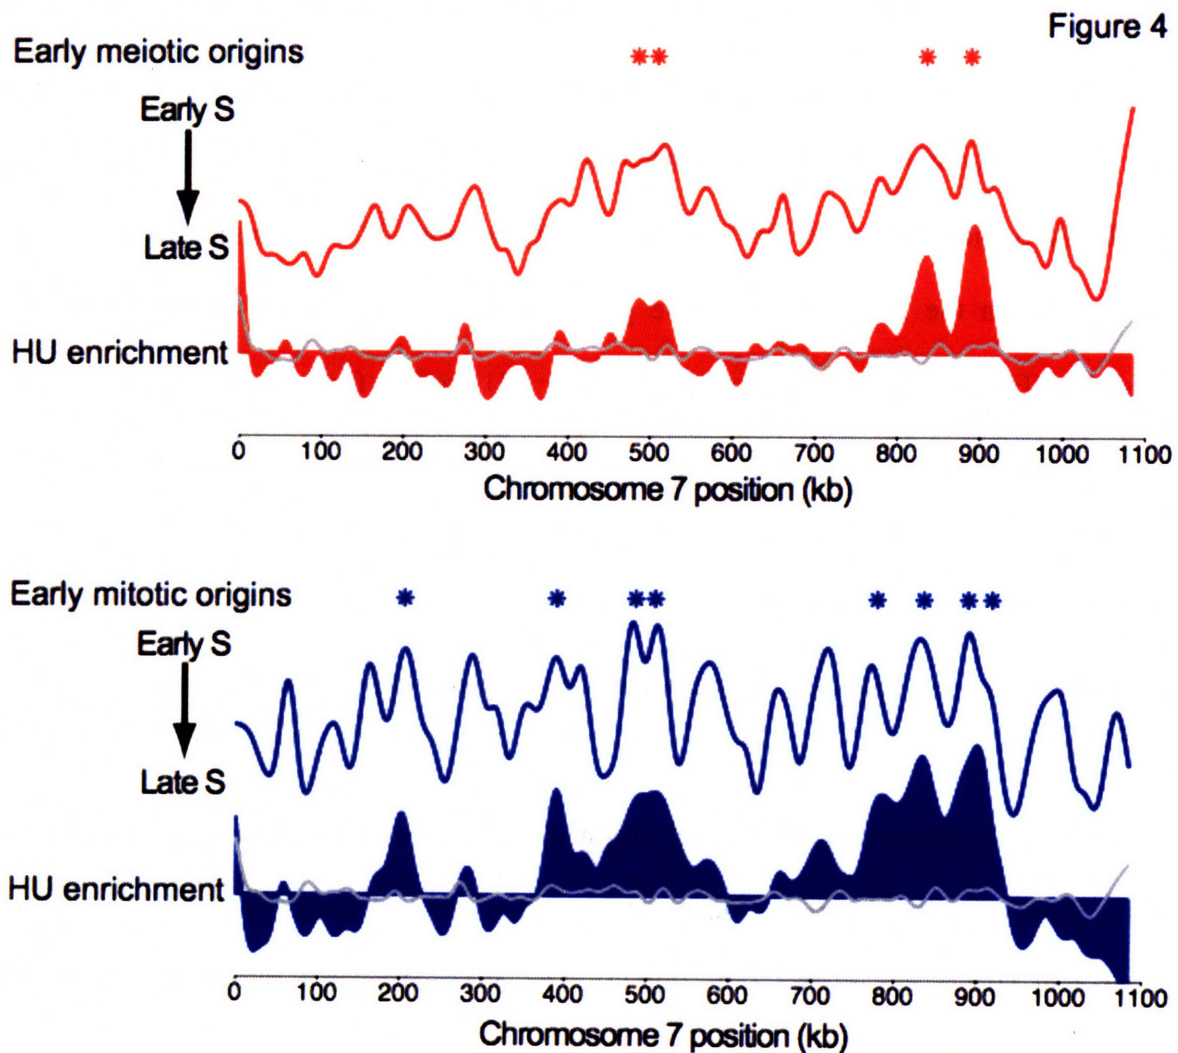 Figure 4
Early meiotic origins
Early S
Late S
HU enrichment
0 100 200 300 400 500 600 700 800 900 1000 1100
Chromosome 7 position (kb)
Early mitotic origins
Early S
Late S
HU enrichment
0 100 200 300 400 500 600 700 800 900 1000 1100
Chromosome 7 position (kb)